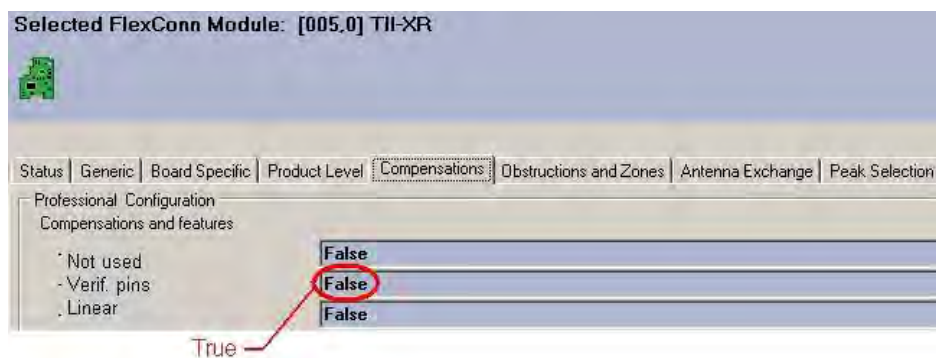 Selected FlexConn Module: [005,0] TII-XR
Status Generic Board Specific Product Level Compensations Obstructions and Zones Antenna Exchange Peak Selection
Professional Configuration
Compensations and features
Not used False
- Verif. pins False
Linear False
True